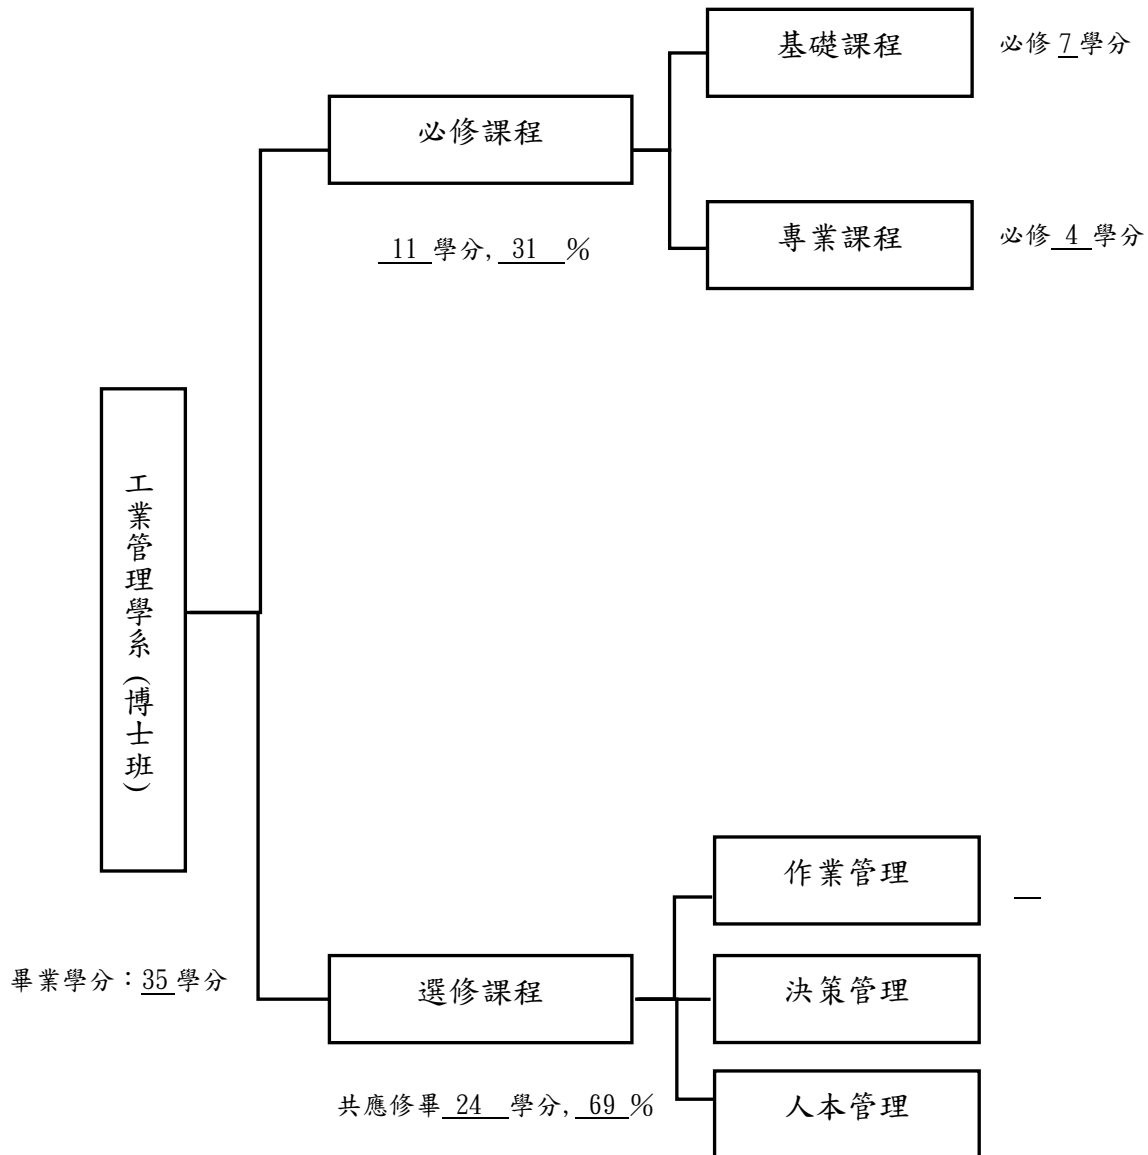 基礎課程
必修 7 學分
必修課程
專業課程
必修 4 學分
11 學分, 31 %
工業管理學系(博士班)
作業管理
畢業學分：35 學分
選修課程
決策管理
共應修畢 24 學分, 69 %
人本管理